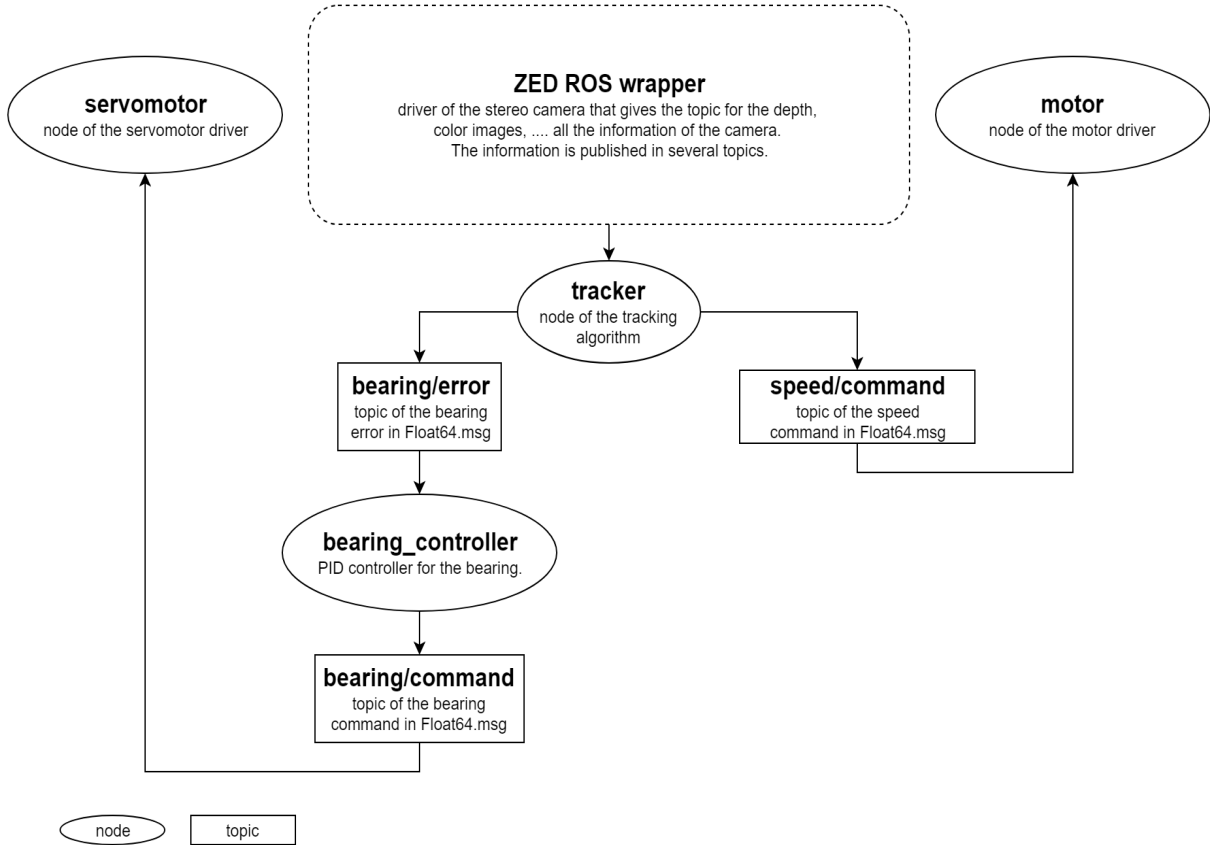 ZED ROS wrapper
driver of the stereo camera that gives the topic for the depth,
color images, .... all the information of the camera.
The information is published in several topics.
servomotor
node of the servomotor driver
motor
node of the motor driver
tracker
node of the tracking
algorithm
bearing/error
topic of the bearing
error in Float64.msg
speed/command
topic of the speed
command in Float64.msg
bearing_controller
PID controller for the bearing.
bearing/command
topic of the bearing
command in Float64.msg
node
topic